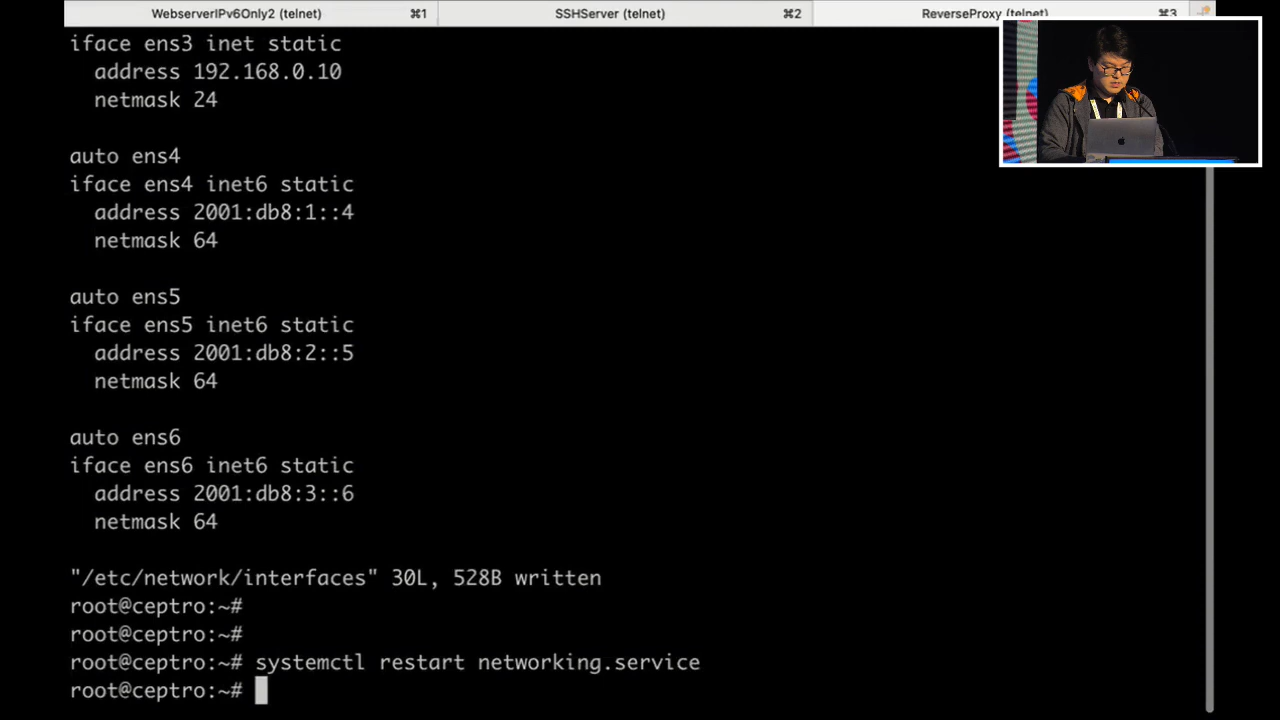 WebserverIPv6Only2 (telnet) ⌘1 SSHServer (telnet) ⌘2 ReverseProxy (telnet) ⌘3
iface ens3 inet static
  address 192.168.0.10
  netmask 24
auto ens4
iface ens4 inet6 static
  address 2001:db8:1::4
  netmask 64
auto ens5
iface ens5 inet6 static
  address 2001:db8:2::5
  netmask 64
auto ens6
iface ens6 inet6 static
  address 2001:db8:3::6
  netmask 64
"/etc/network/interfaces" 30L, 528B written
root@ceptro:~#
root@ceptro:~#
root@ceptro:~# systemctl restart networking.service
root@ceptro:~#